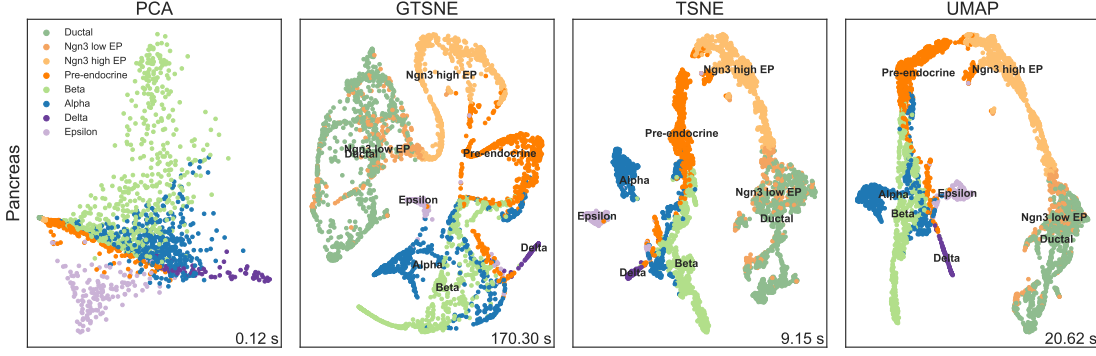 PCA
GTSNE
TSNE
UMAP
Pancreas
Ductal
Ngn3 low EP
Ngn3 high EP
Pre-endocrine
Beta
Alpha
Delta
Epsilon
0.12 s
Ngn3 high EP
Ngn3 low EP
Ductal
Pre-endocrine
Epsilon
Delta
Alpha
Beta
170.30 s
Ngn3 high EP
Pre-endocrine
Alpha
Ngn3 low EP
Epsilon
Ductal
Beta
Delta
9.15 s
Pre-endocrine
Ngn3 high EP
Alpha
Epsilon
Beta
Ngn3 low EP
Ductal
Delta
20.62 s